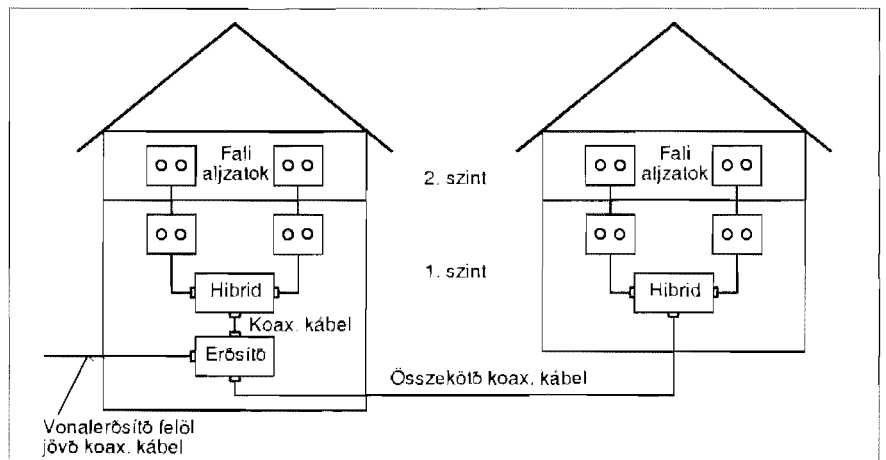 Fali
aljzatok
Fali
aljzatok
2. szint
1. szint
Hibrid
Hibrid
Koax. kábel
Erősítő
Összekötő koax. kábel
Vonalerősítő felöl
jövő koax. kábel